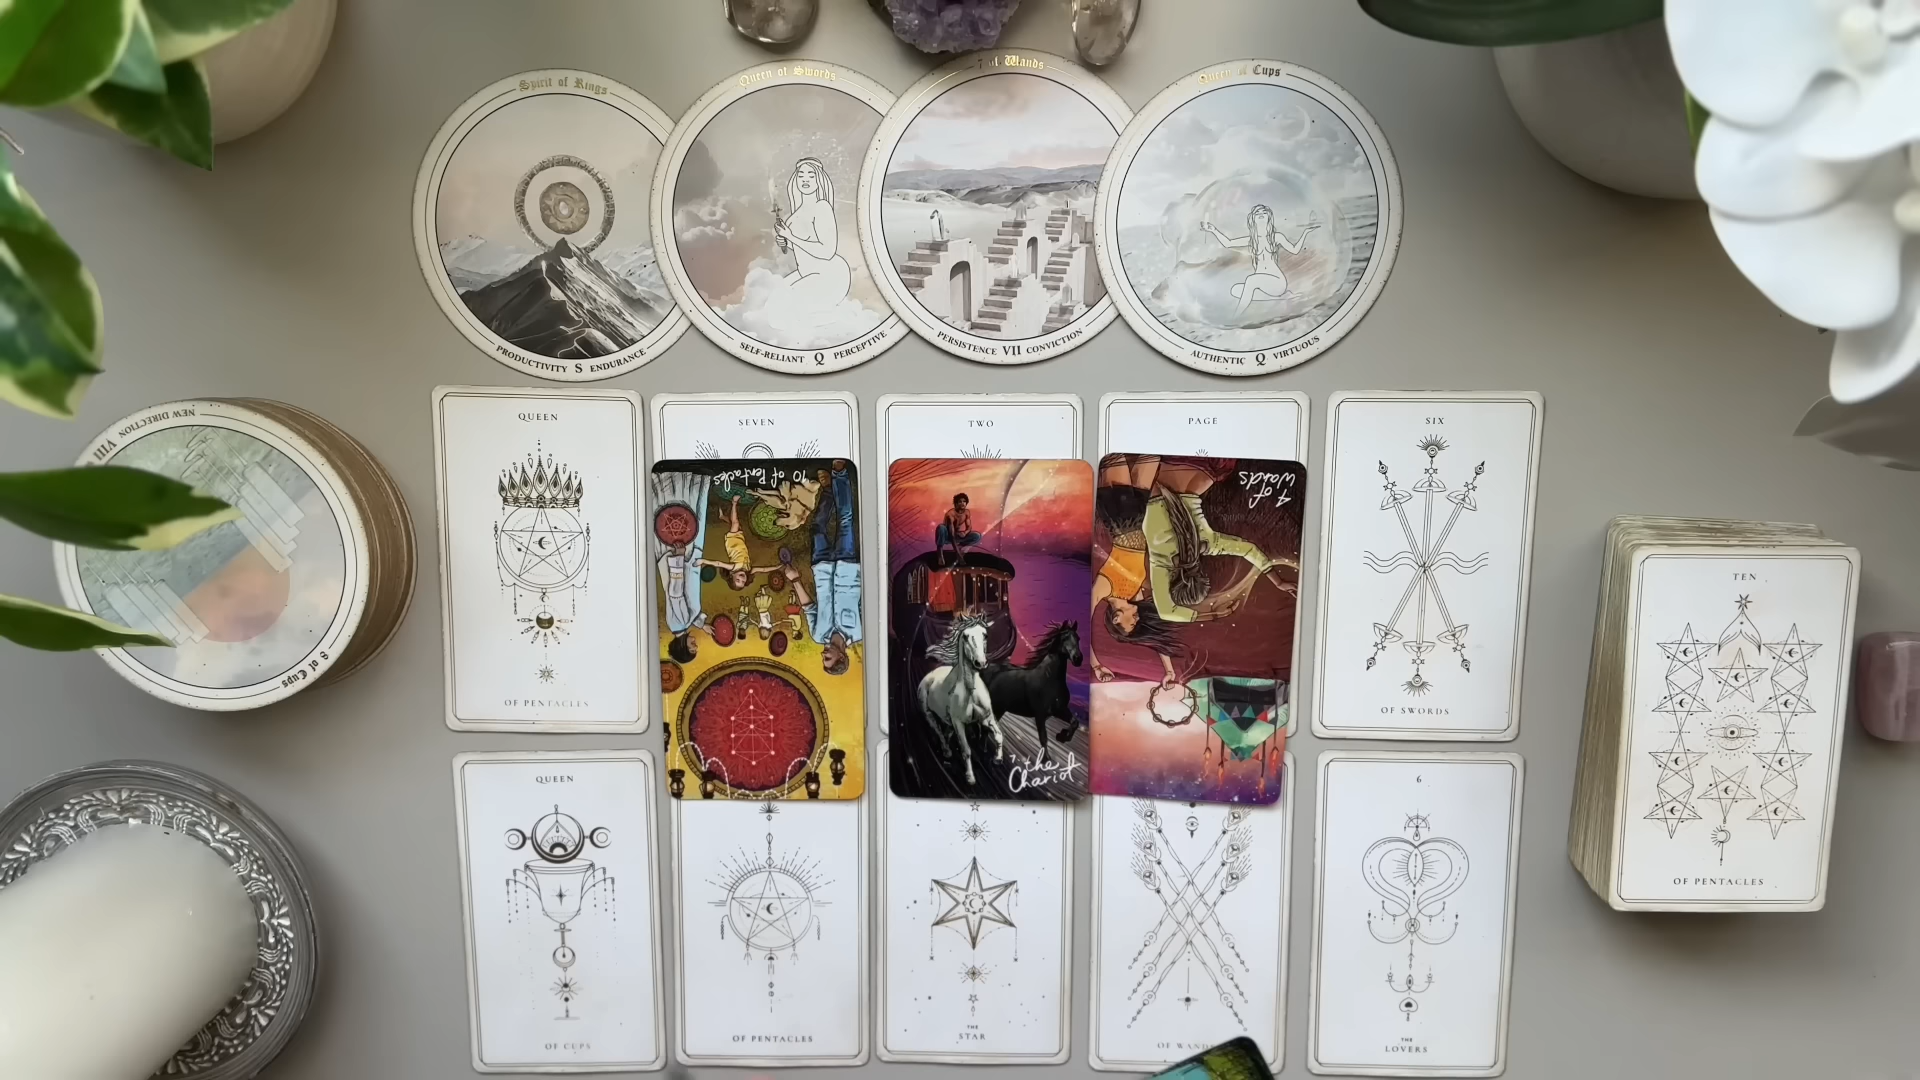 Spirit of Rings
PRODUCTIVITY S ENDURANCE
Queen of Swords
SELF-RELIANT Q PERCEPTIVE
7 of Wands
PERSISTENCE VII CONVICTION
Queen of Cups
AUTHENTIC Q VIRTUOUS
NEW DIRECTION VIII
8 of Cups
QUEEN
OF PENTACLES
SEVEN
TWO
PAGE
SIX
OF SWORDS
10 of Pentacles
7. the
Chariot
4 of
Wands
TEN
OF PENTACLES
QUEEN
OF CUPS
OF PENTACLES
THE
STAR
OF WANDS
6
THE
LOVERS